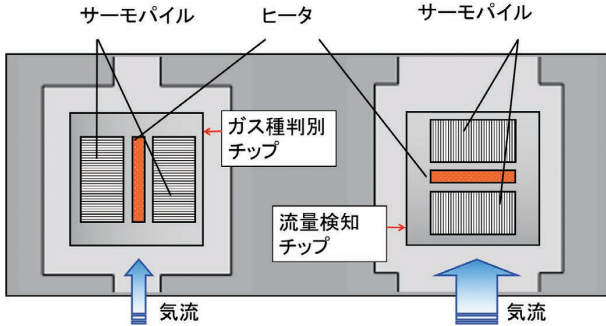 サーモパイル
ヒータ
サーモパイル
ガス種判別
チップ
流量検知
チップ
気流
気流